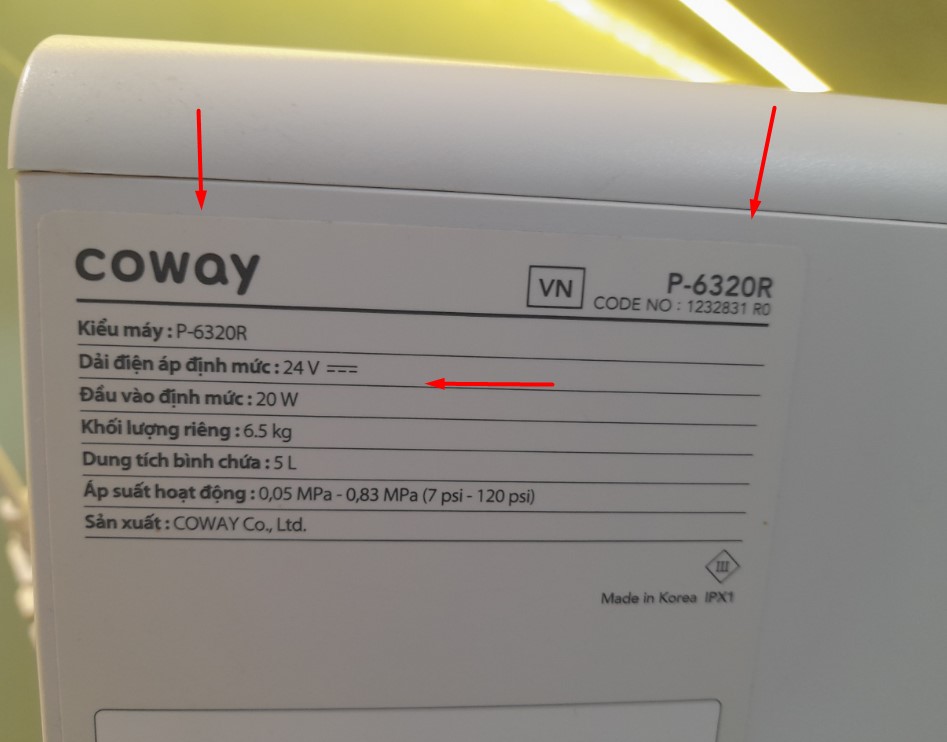 coway
VN
P-6320R
CODE NO : 1232831 R0
Kiểu máy : P-6320R
Dải điện áp định mức : 24 V
Đầu vào định mức : 20 W
Khối lượng riêng : 6.5 kg
Dung tích bình chứa : 5 L
Áp suất hoạt động : 0,05 MPa - 0,83 MPa (7 psi - 120 psi)
Sản xuất : COWAY Co., Ltd.
III
Made in Korea IPX1